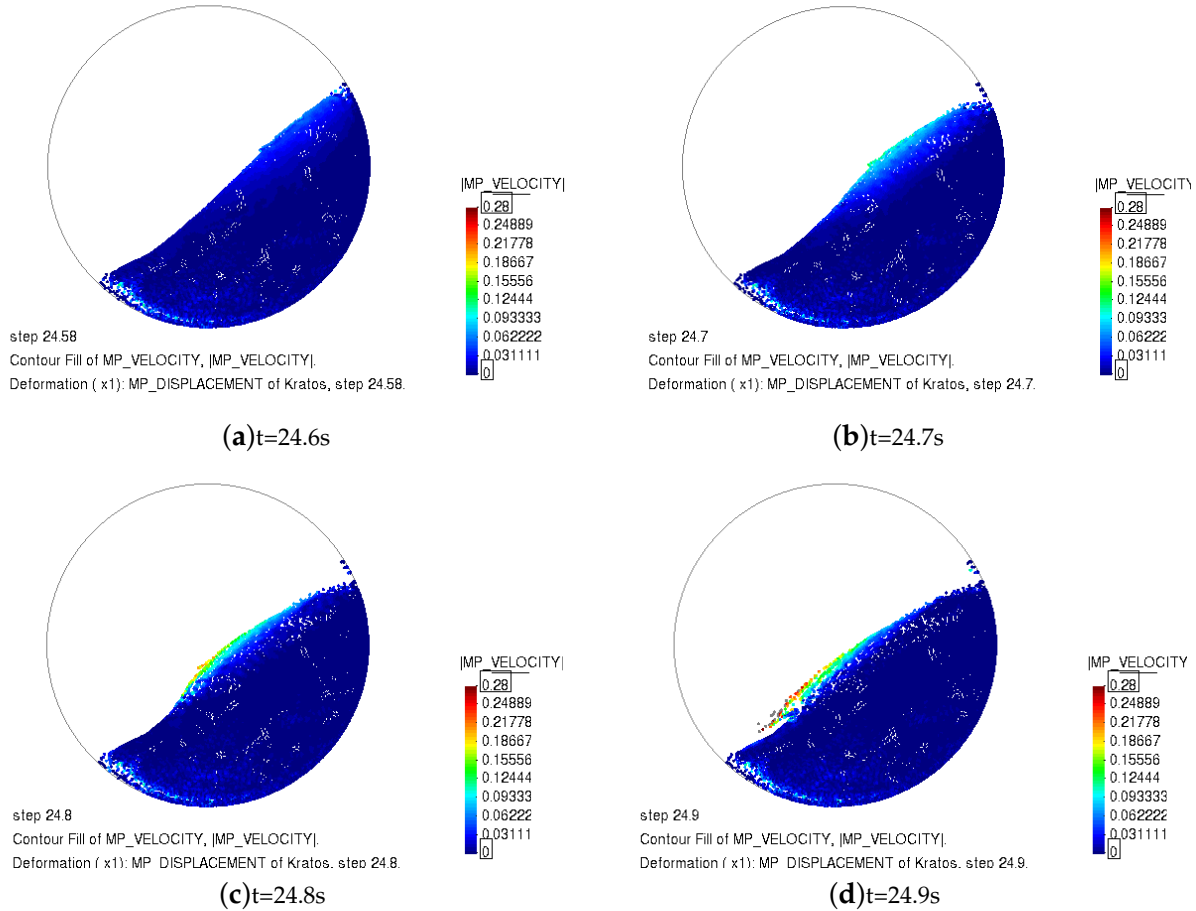 |MP_VELOCITY|
0.28
0.24889
0.21778
0.18667
0.15556
0.12444
0.093333
0.062222
0.031111
0
step 24.58
Contour Fill of MP_VELOCITY, |MP_VELOCITY|.
Deformation ( x1): MP_DISPLACEMENT of Kratos, step 24.58.
(a)t=24.6s
|MP_VELOCITY
0.28
0.24889
0.21778
0.18667
0.15556
0.12444
0.093333
0.062222
0.031111
0
step 24.7
Contour Fill of MP_VELOCITY, |MP_VELOCITY|.
Deformation ( x1): MP_DISPLACEMENT of Kratos, step 24.7.
(b)t=24.7s
|MP_VELOCITY|
0.28
0.24889
0.21778
0.18667
0.15556
0.12444
0.093333
0.062222
0.031111
0
step 24.8
Contour Fill of MP_VELOCITY, |MP_VELOCITY|.
Deformation ( x1): MP_DISPLACEMENT of Kratos, step 24.8.
(c)t=24.8s
|MP_VELOCITY
0.28
0.24889
0.21778
0.18667
0.15556
0.12444
0.093333
0.062222
0.031111
0
step 24.9
Contour Fill of MP_VELOCITY, |MP_VELOCITY|.
Deformation ( x1): MP_DISPLACEMENT of Kratos, step 24.9.
(d)t=24.9s